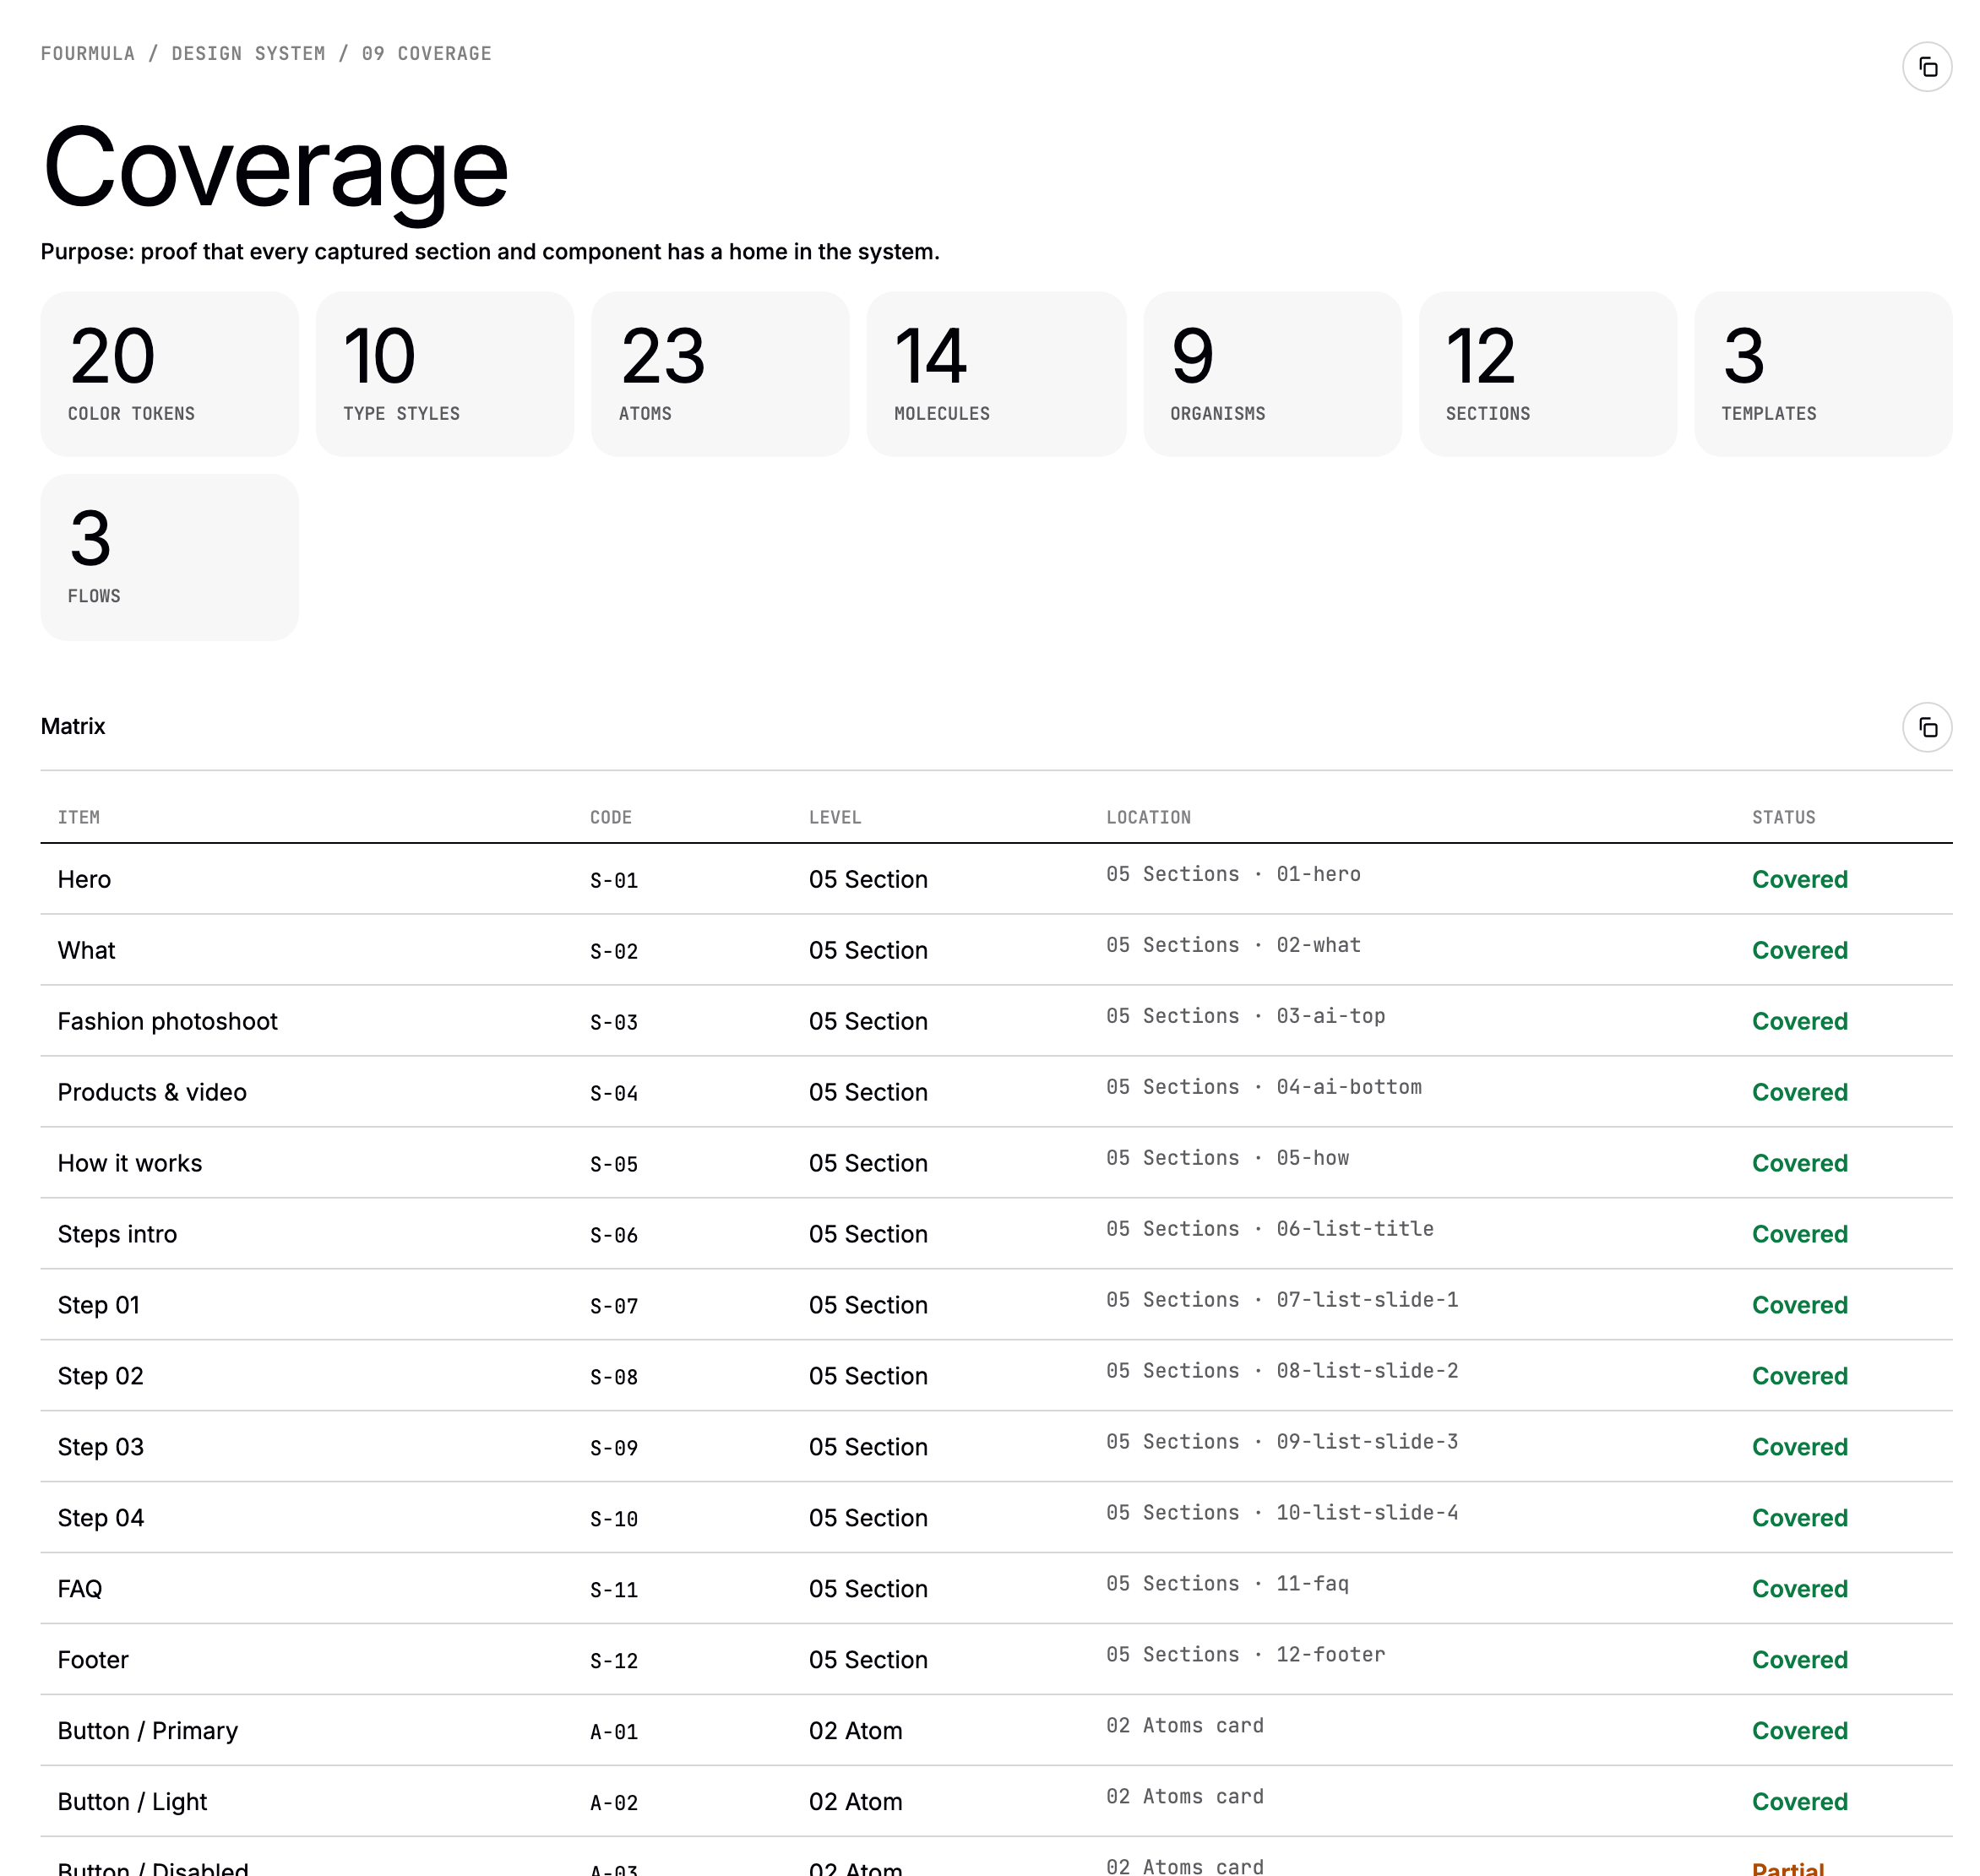 FOURMULA / DESIGN SYSTEM / 09 COVERAGE
Coverage
Purpose: proof that every captured section and component has a home in the system.
20
COLOR TOKENS
10
TYPE STYLES
23
ATOMS
14
MOLECULES
9
ORGANISMS
12
SECTIONS
3
TEMPLATES
3
FLOWS
Matrix
ITEM CODE LEVEL LOCATION STATUS
Hero S-01 05 Section 05 Sections · 01-hero Covered
What S-02 05 Section 05 Sections · 02-what Covered
Fashion photoshoot S-03 05 Section 05 Sections · 03-ai-top Covered
Products & video S-04 05 Section 05 Sections · 04-ai-bottom Covered
How it works S-05 05 Section 05 Sections · 05-how Covered
Steps intro S-06 05 Section 05 Sections · 06-list-title Covered
Step 01 S-07 05 Section 05 Sections · 07-list-slide-1 Covered
Step 02 S-08 05 Section 05 Sections · 08-list-slide-2 Covered
Step 03 S-09 05 Section 05 Sections · 09-list-slide-3 Covered
Step 04 S-10 05 Section 05 Sections · 10-list-slide-4 Covered
FAQ S-11 05 Section 05 Sections · 11-faq Covered
Footer S-12 05 Section 05 Sections · 12-footer Covered
Button / Primary A-01 02 Atom 02 Atoms card Covered
Button / Light A-02 02 Atom 02 Atoms card Covered
Button / Disabled A-03 02 Atom 02 Atoms card Partial